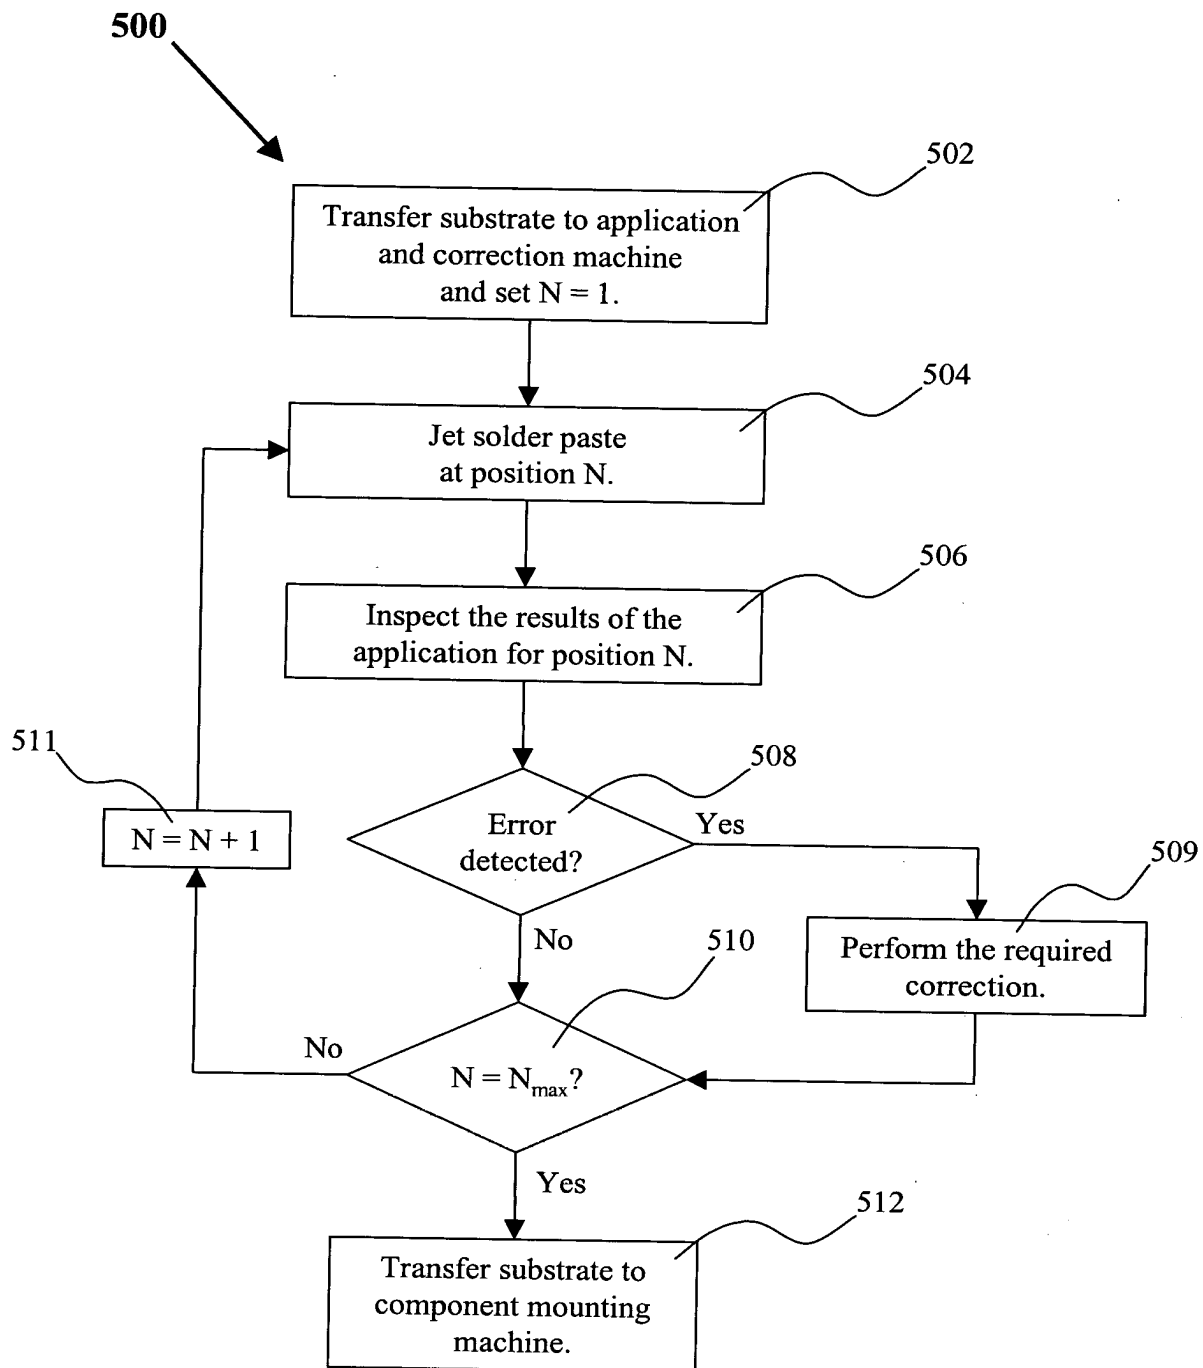 500
502
Transfer substrate to application
and correction machine
and set N = 1.
504
Jet solder paste
at position N.
506
Inspect the results of the
application for position N.
511
N = N + 1
508
Error
detected?
Yes
No
509
Perform the required
correction.
510
N = Nmax?
No
Yes
512
Transfer substrate to
component mounting
machine.